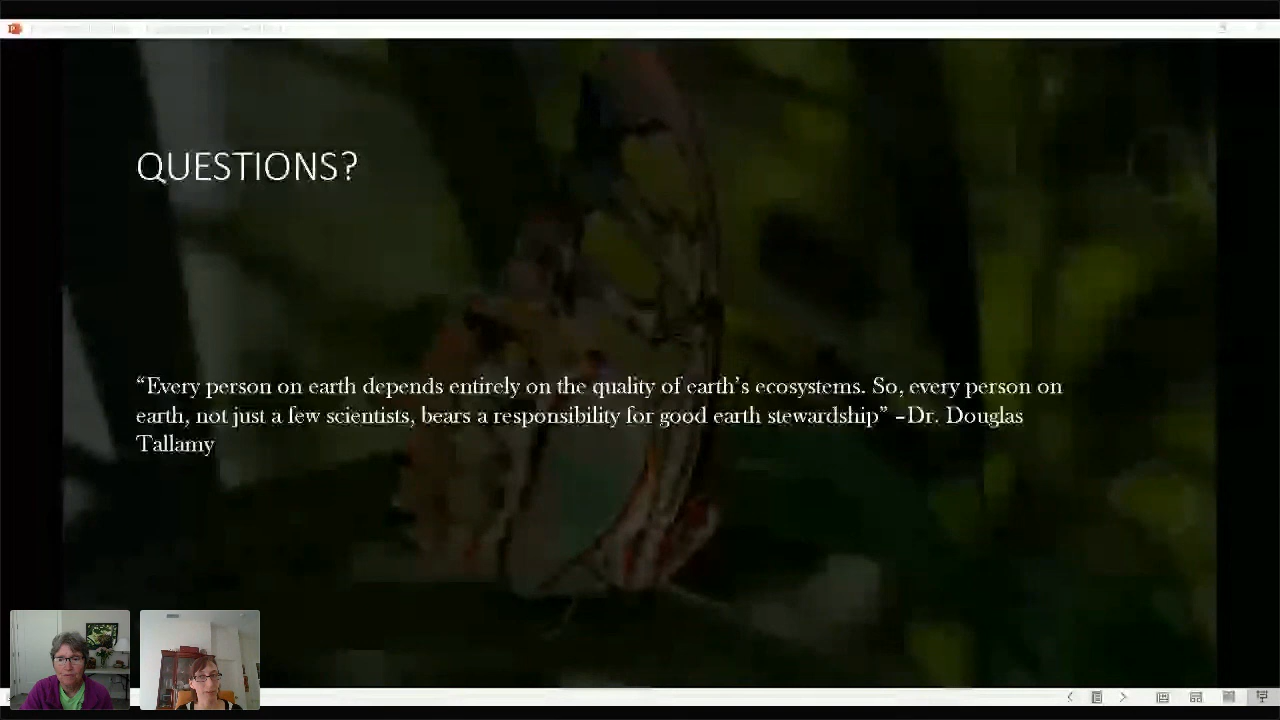 QUESTIONS?
“Every person on earth depends entirely on the quality of earth’s ecosystems. So, every person on
earth, not just a few scientists, bears a responsibility for good earth stewardship” –Dr. Douglas
Tallamy